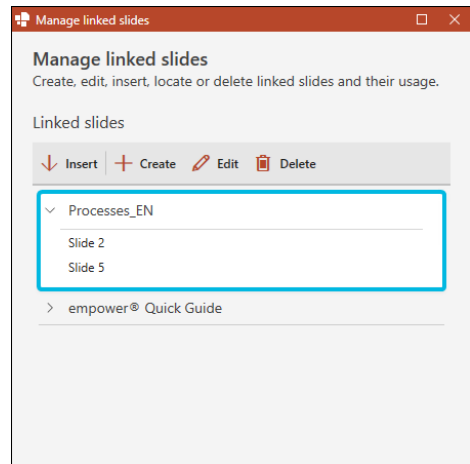 Manage linked slides
Manage linked slides
Create, edit, insert, locate or delete linked slides and their usage.
Linked slides
Insert Create Edit Delete
Processes_EN
Slide 2
Slide 5
empower® Quick Guide